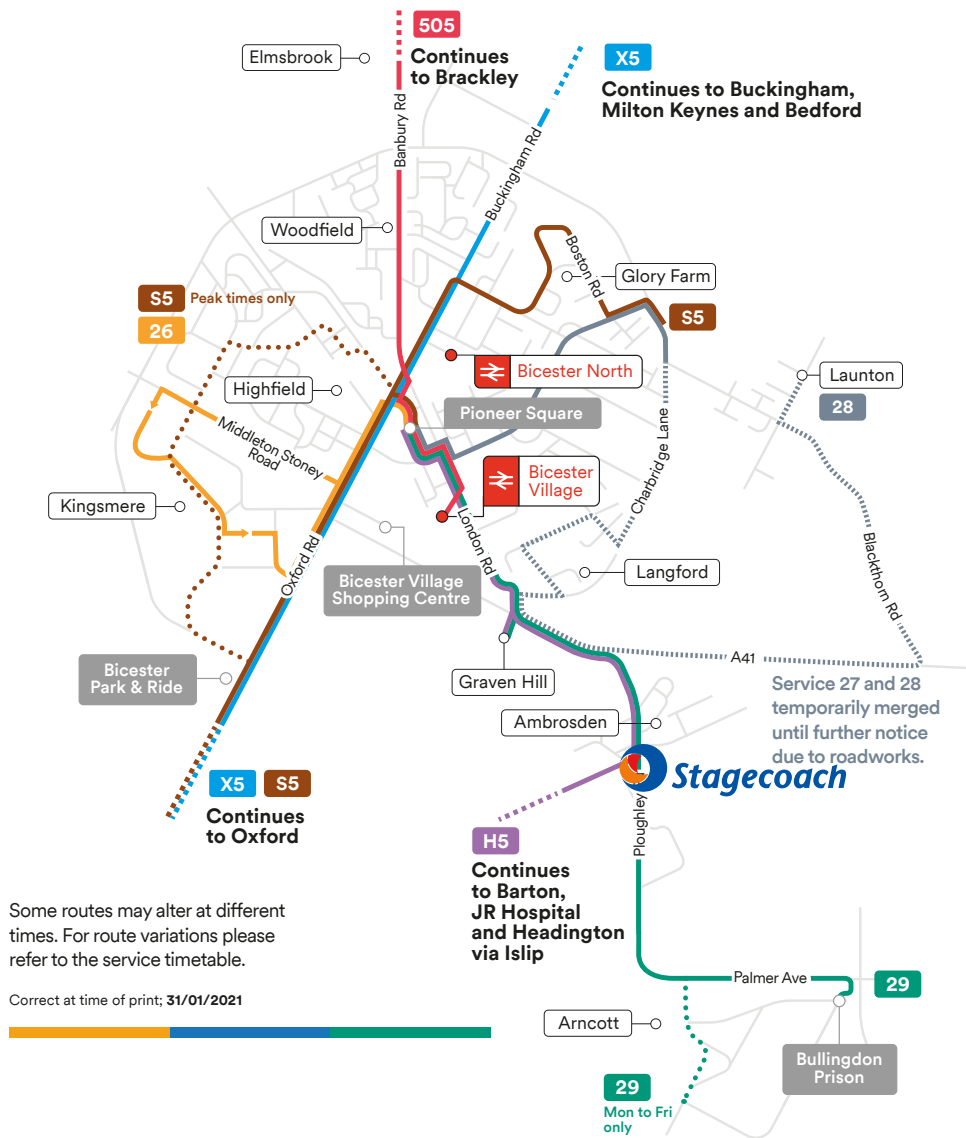 505
Continues
to Brackley
Elmsbrook
X5
Continues to Buckingham,
Milton Keynes and Bedford
Banbury Rd
Buckingham Rd
Woodfield
Boston Rd
Glory Farm
S5 Peak times only
26
S5
Bicester North
Launton
28
Highfield
Pioneer Square
Middleton Stoney
Road
Charbridge Lane
Bicester
Village
Kingsmere
London Rd
Oxford Rd
Blackthorn Rd
Bicester Village
Shopping Centre
Langford
A41
Bicester
Park & Ride
Graven Hill
Service 27 and 28
temporarily merged
until further notice
due to roadworks.
Ambrosden
Stagecoach
X5 S5
Continues
to Oxford
Ploughley
H5
Continues
to Barton,
JR Hospital
and Headington
via Islip
Some routes may alter at different
times. For route variations please
refer to the service timetable.
Correct at time of print; 31/01/2021
Palmer Ave
29
Arncott
Bullingdon
Prison
29
Mon to Fri
only